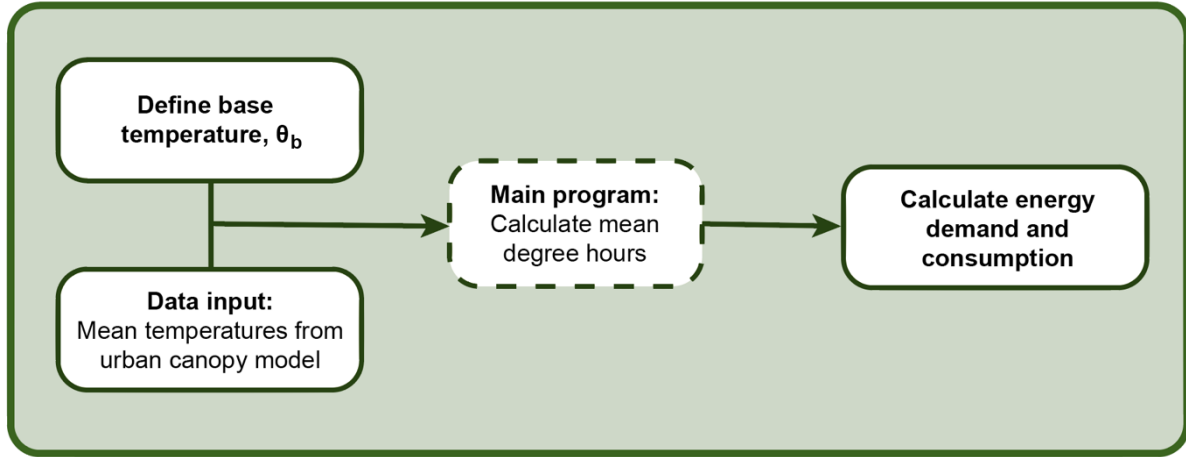 Define base
temperature, θb
Data input:
Mean temperatures from
urban canopy model
Main program:
Calculate mean
degree hours
Calculate energy
demand and
consumption